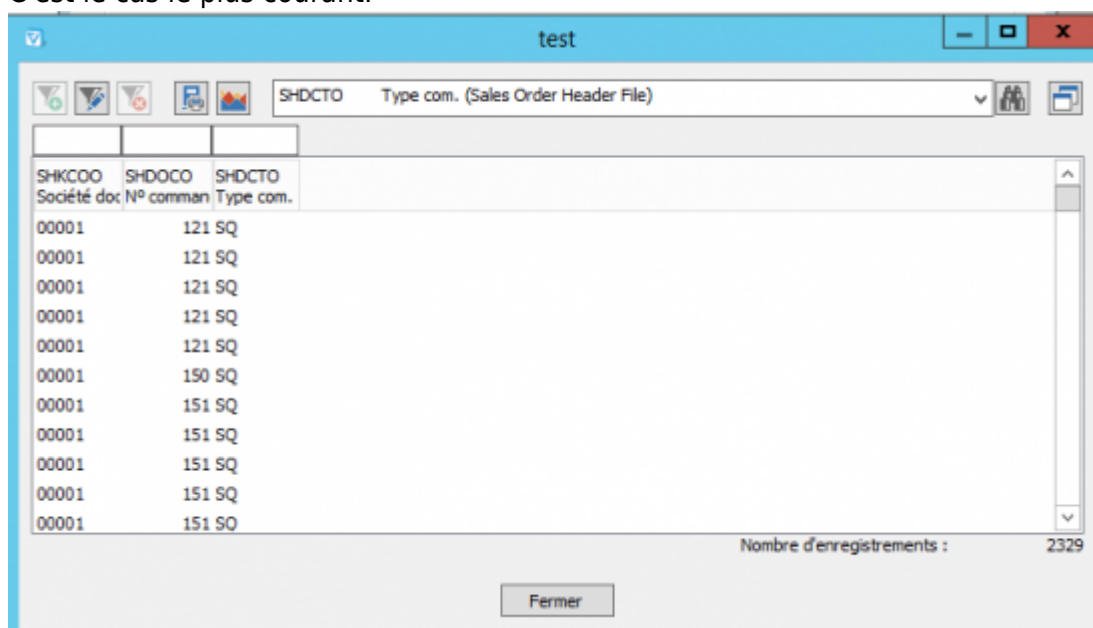 C'est le cas le plus courant.
test
SHDCTO Type com. (Sales Order Header File)
SHKCOO SHDOCO SHDCTO
Société doc Nº comman Type com.
00001 121 SQ
00001 121 SQ
00001 121 SQ
00001 121 SQ
00001 121 SQ
00001 150 SQ
00001 151 SQ
00001 151 SQ
00001 151 SQ
00001 151 SQ
00001 151 SQ
Nombre d'enregistrements : 2329
Fermer